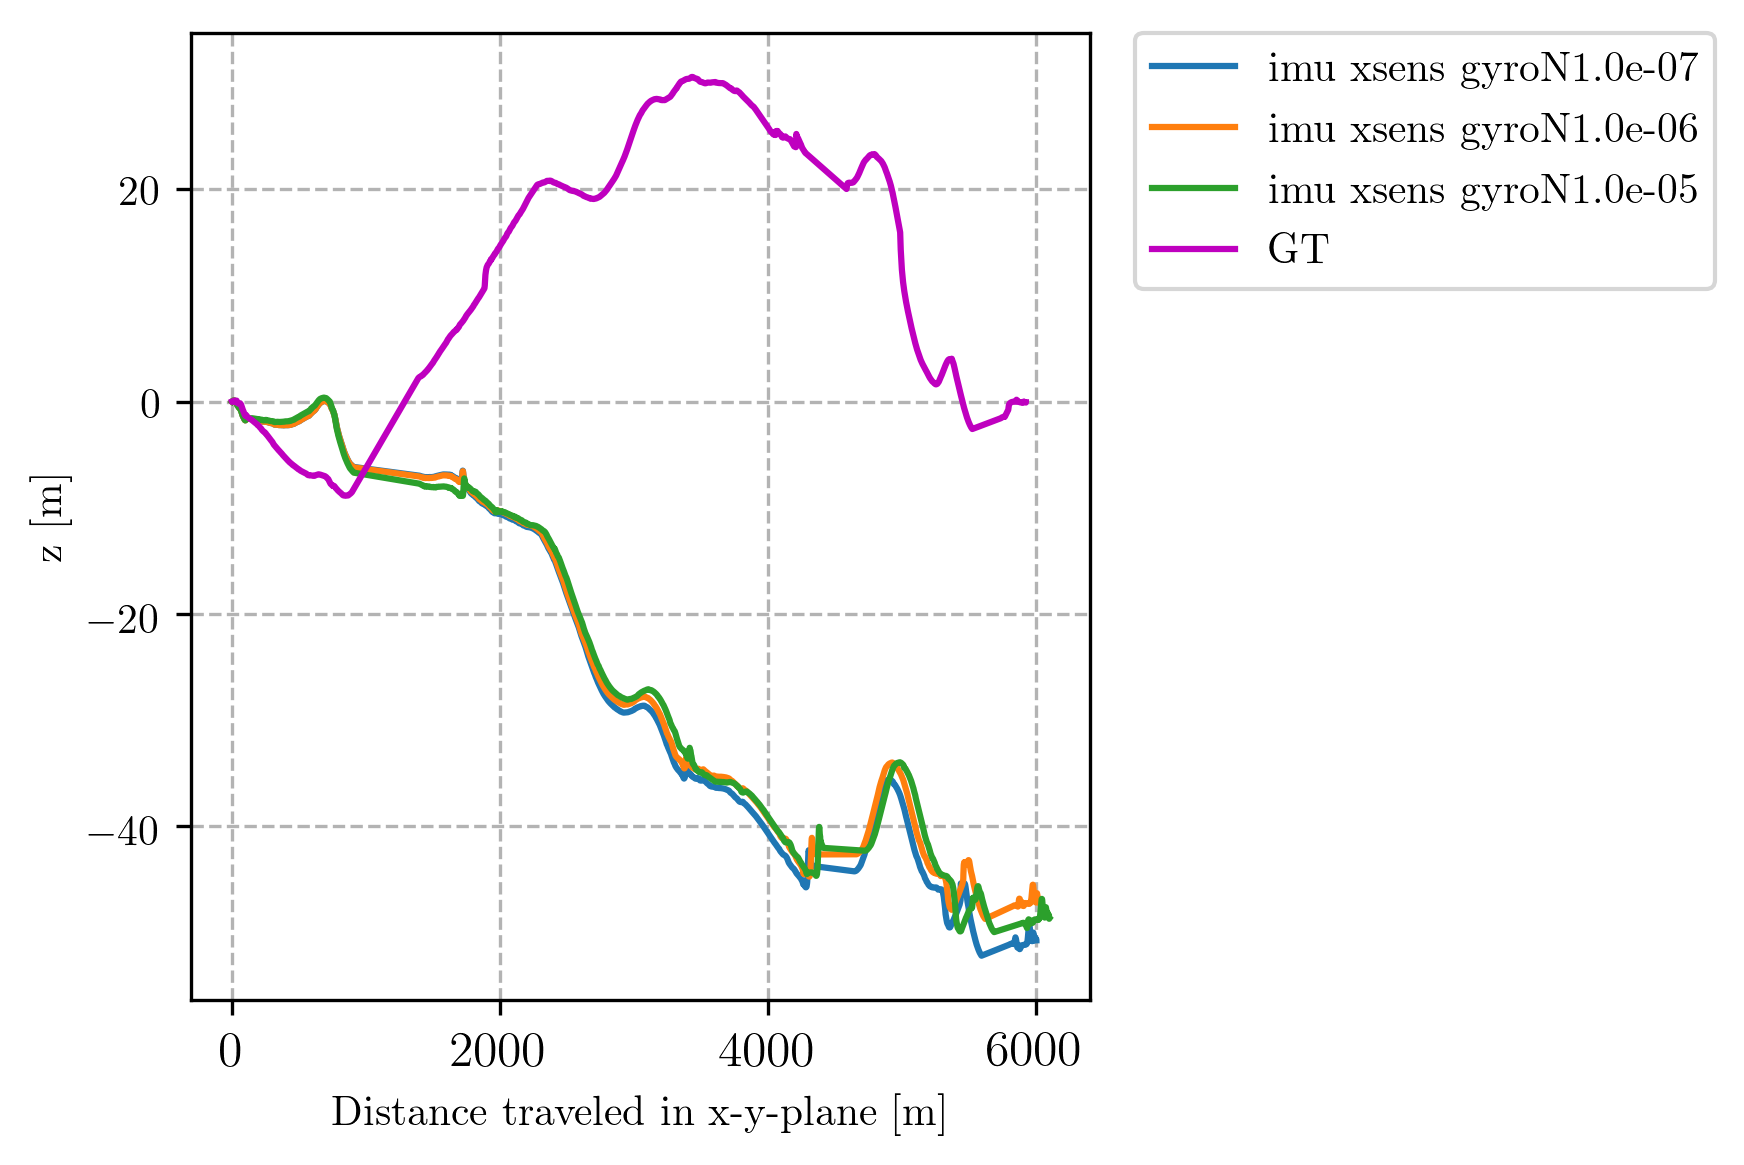 imu xsens gyroN1.0e-07
imu xsens gyroN1.0e-06
imu xsens gyroN1.0e-05
GT
20
0
−20
−40
z [m]
0 2000 4000 6000
Distance traveled in x-y-plane [m]